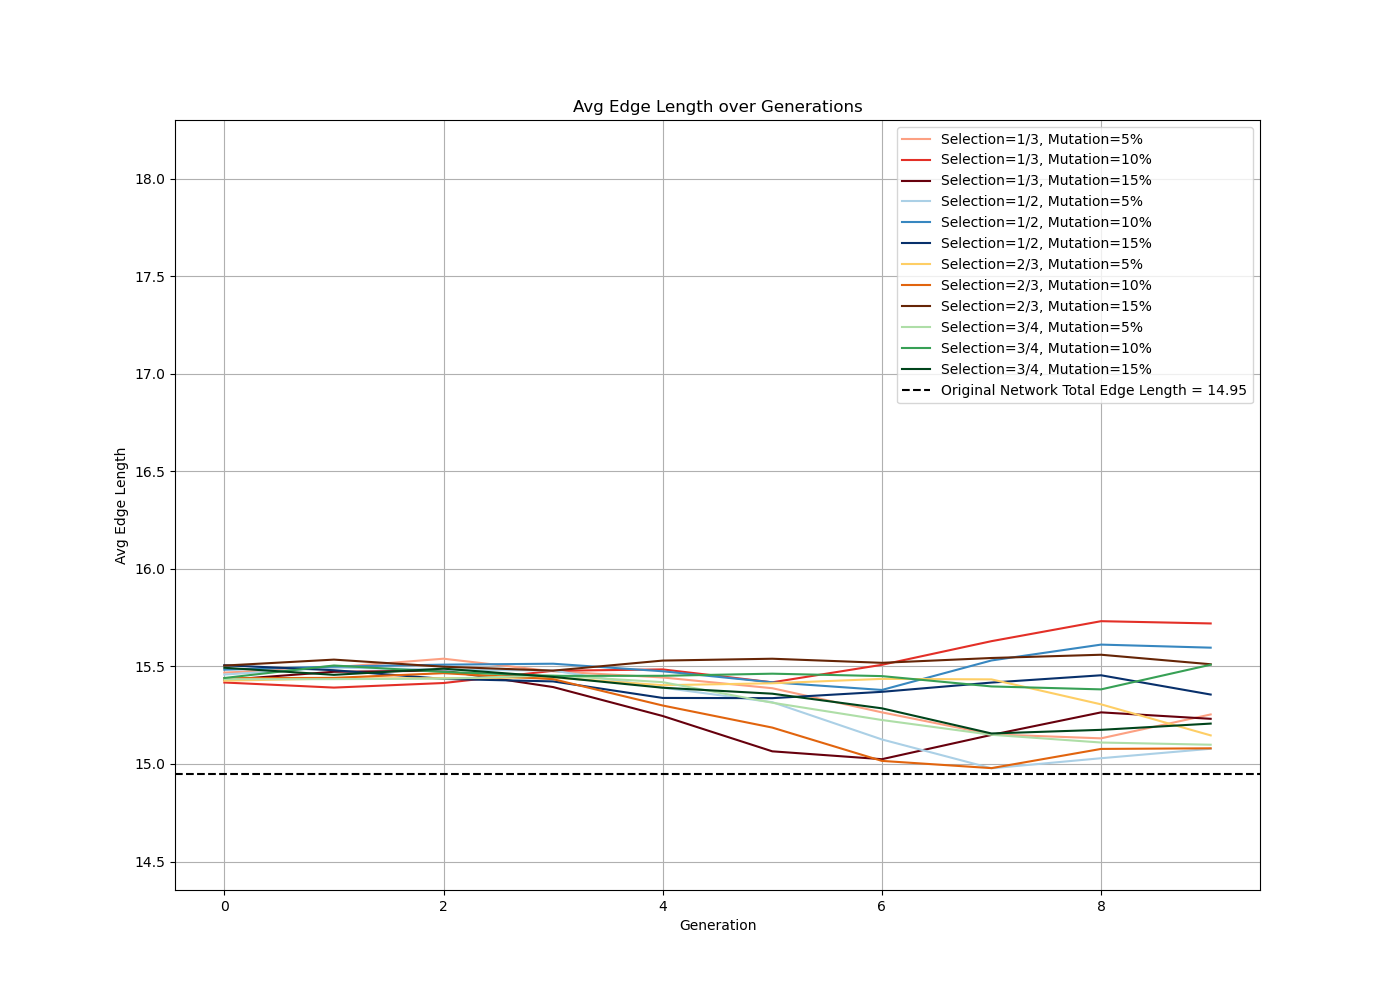 Avg Edge Length over Generations
Selection=1/3, Mutation=5%
Selection=1/3, Mutation=10%
Selection=1/3, Mutation=15%
Selection=1/2, Mutation=5%
Selection=1/2, Mutation=10%
Selection=1/2, Mutation=15%
Selection=2/3, Mutation=5%
Selection=2/3, Mutation=10%
Selection=2/3, Mutation=15%
Selection=3/4, Mutation=5%
Selection=3/4, Mutation=10%
Selection=3/4, Mutation=15%
Original Network Total Edge Length = 14.95
Avg Edge Length
18.0
17.5
17.0
16.5
16.0
15.5
15.0
14.5
0 2 4 6 8
Generation